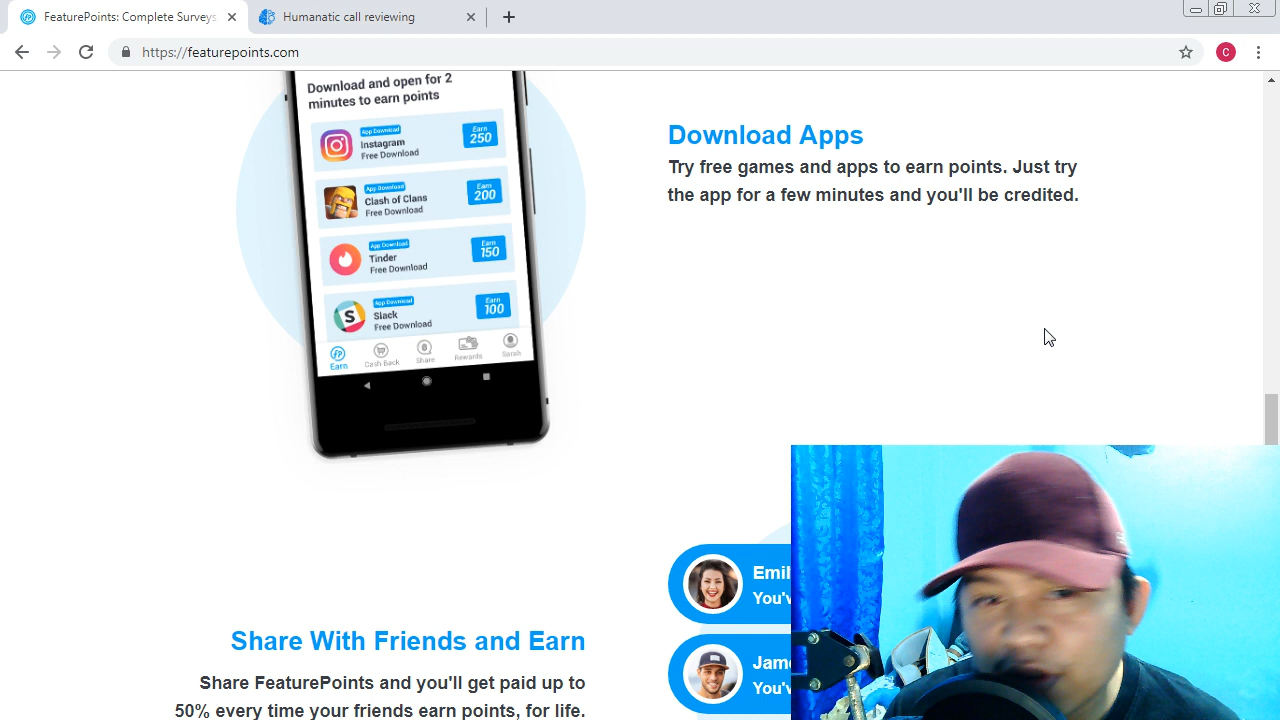 FeaturePoints: Complete Surveys
Humanatic call reviewing
https://featurepoints.com
C
Download and open for 2
minutes to earn points
App Download
Instagram
Free Download
Earn
250
App Download
Clash of Clans
Free Download
Earn
200
App Download
Tinder
Free Download
Earn
150
App Download
Slack
Free Download
Earn
100
Earn
Cash Back
Share
Rewards
Sarah
Download Apps
Try free games and apps to earn points. Just try
the app for a few minutes and you'll be credited.
Share With Friends and Earn
Share FeaturePoints and you'll get paid up to
50% every time your friends earn points, for life.